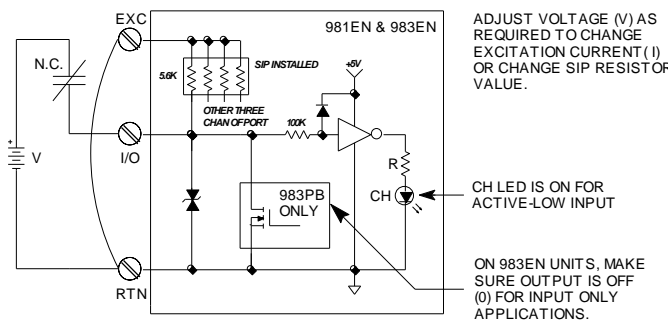 EXC
981EN & 983EN
ADJUST VOLTAGE (V) AS
REQUIRED TO CHANGE
EXCITATION CURRENT( I)
OR CHANGE SIP RESISTOR
VALUE.
N.C.
5.6K
SIP INSTALLED
+5V
OTHER THREE
CHAN OF PORT
100K
+
V
I/O
R
CH
CH LED IS ON FOR
ACTIVE-LOW INPUT
983PB
ONLY
RTN
ON 983EN UNITS, MAKE
SURE OUTPUT IS OFF
(0) FOR INPUT ONLY
APPLICATIONS.